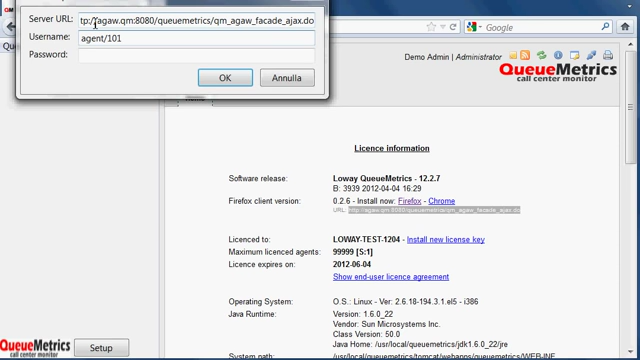 Server URL: tp://agaw.qm:8080/queuemetrics/qm_agaw_facade_ajax.do
Username: agent/101
Password:
OK Annulla
Google
Demo Admin | Administrator
QueueMetrics
call center monitor
Licence information
Software release: Loway QueueMetrics - 12.2.7
B: 3939 2012-04-04 16:29
Firefox client version: 0.2.6 - Install now: Firefox - Chrome
URL: http://agaw.qm:8080/queuemetrics/qm_agaw_facade_ajax.do
Licenced to: LOWAY-TEST-1204 - Install new license key
Maximum licenced agents: 99999 [S:1]
Licence expires on: 2012-06-04
Show end-user licence agreement
Operating System: O.S.: Linux - Ver: 2.6.18-194.3.1.el5 - i386
Java Runtime: Version: 1.6.0_22
Vendor: Sun Microsystems Inc.
Class Version: 50.0
Java Home: /usr/local/queuemetrics/jdk1.6.0_22/jre
System path: /usr/local/queuemetrics/tomcat/webapps/queuemetrics/WEB-INF
QueueMetrics
call center monitor
Setup